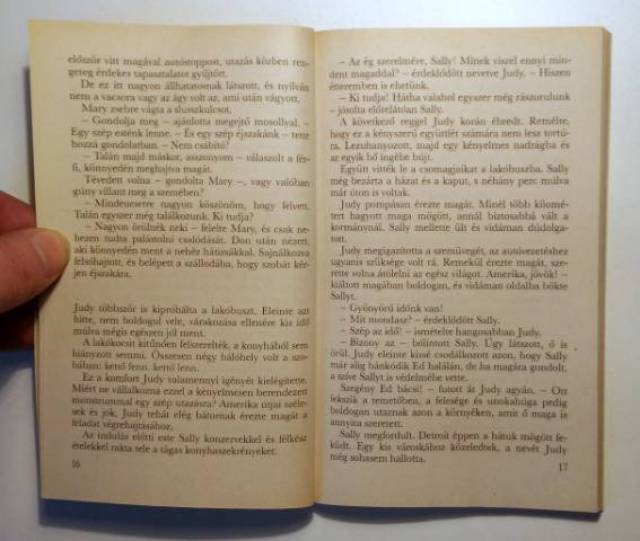 először vitt magával autóstoppost, utazás közben ren-
geteg érdekes tapasztalatot gyűjtött.
De ez itt nagyon állhatatosnak látszott, és nyilván
nem a vacsora vagy az ágy volt az, ami után vágyott.
Mary zsebre vágta a slusszkulcsot.
– Gondolja meg – ajánlotta megejtő mosollyal. –
Egy szép esténk lenne. – És egy szép éjszakánk – tette
hozzá gondolatban. – Nem csábító?
– Talán majd máskor, asszonyom – válaszolt a fér-
fi, könnyedén meghajtva magát.
Tévedett volna – gondolta Mary –, vagy valóban
gúny villant meg a szemében?
– Mindenesetre nagyon köszönöm, hogy felvett.
Talán egyszer még találkozunk. Ki tudja?
– Nagyon örülnék neki – felelte Mary, és csak ne-
hezen tudta palástolni csalódását. Don után nézett,
aki könnyedén ment a nehéz hátizsákkal. Sajnálkozva
felsóhajtott, és belépett a szállodába, hogy szobát kér-
jen éjszakára.
Judy többször is kipróbálta a lakóbuszt. Eleinte azt
hitte, nem boldogul vele, várakozása ellenére kis idő
múlva mégis egészen jól ment.
A lakókocsit kitűnően felszerelték, a konyhából sem
hiányzott semmi. Összesen négy hálóhely volt a szo-
bában: kettő fenn, kettő lenn.
Ez a komfort Judy valamennyi igényét kielégítette.
Miért ne vállalkozna ezzel a kényelmesen berendezett
monstrummal egy szép utazásra? Amerika útjai széle-
sek és jók, Judy tehát elég bátornak érezte magát a
feladat végrehajtásához.
Az indulás előtti este Sally konzervekkel és félkész
ételekkel rakta tele a tágas konyhaszekrényeket.
16
– Az ég szerelmére, Sally! Minek viszel ennyi min-
dent magaddal? – érdeklődött nevetve Judy. – Hiszen
étteremben is ehetünk.
– Ki tudja! Hátha valahol egyszer még rászorulunk
– jósolta előrelátóan Sally.
A következő reggel Judy korán ébredt. Remélte,
hogy ez a kényszerű együttlét számára nem lesz tortú-
ra. Lezuhanyozott, majd egy kényelmes nadrágba és
az egyik bő ingébe bújt.
Együtt vitték le a csomagjaikat a lakóbuszba. Sally
még bezárta a házat és a kaput, s néhány perc múlva
már úton is voltak.
Judy pompásan érezte magát. Minél több kilomé-
tert hagyott maga mögött, annál biztosabbá vált a
kormánynál. Sally mellette ült és vidáman dúdolga-
tott.
Judy megigazította a szemüvegét, az autóvezetéshez
ugyanis szüksége volt rá. Remekül érezte magát, sze-
rette volna átölelni az egész világot. Amerika, jövök! –
kiáltott magában boldogan, és vidáman oldalba bökte
Sallyt.
– Gyönyörű időnk van!
– Mit mondasz? – érdeklődött Sally.
– Szép az idő! – ismételte hangosabban Judy.
– Bizony az – bólintott Sally. Úgy látszott, ő is
örül. Judy eleinte kissé csodálkozott azon, hogy Sally
már alig bánkódik Ed halálán, de ha magára gondolt,
a szíve Sallyt is védelmébe vette.
Szegény Ed bácsi! – futott át Judy agyán. – Ott
fekszik a temetőben, a felesége és unokahúga pedig
boldogan utaznak azon a környéken, amit ő maga is
annyira szeretett.
Sally megfordult. Detroit éppen a hátuk mögött fe-
küdt. Egy kis városkához közeledtek, a nevét Judy
még sohasem hallotta.
17